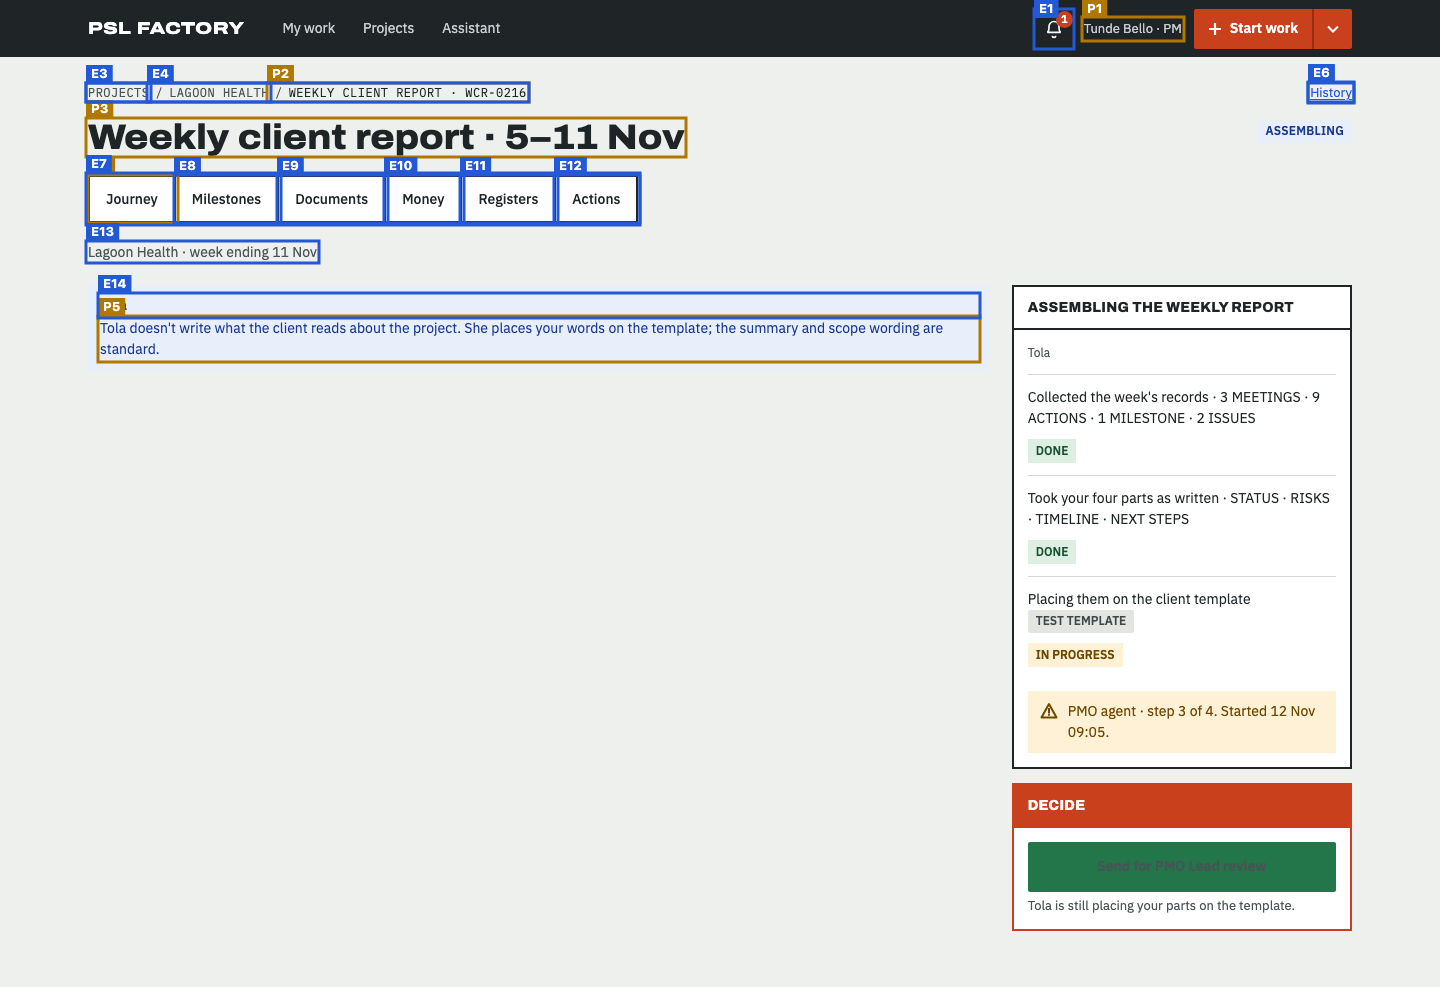 PSL FACTORY
My work
Projects
Assistant
E1
1
P1
Tunde Bello · PM
Start work
E3
E4
P2
E6
PROJECTS / LAGOON HEALTH / WEEKLY CLIENT REPORT · WCR-0216
History
P3
Weekly client report · 5–11 Nov
ASSEMBLING
E7
E8
E9
E10
E11
E12
Journey
Milestones
Documents
Money
Registers
Actions
E13
Lagoon Health · week ending 11 Nov
E14
P5
Tola doesn't write what the client reads about the project. She places your words on the template; the summary and scope wording are
standard.
ASSEMBLING THE WEEKLY REPORT
Tola
Collected the week's records · 3 MEETINGS · 9
ACTIONS · 1 MILESTONE · 2 ISSUES
DONE
Took your four parts as written · STATUS · RISKS
· TIMELINE · NEXT STEPS
DONE
Placing them on the client template
TEST TEMPLATE
IN PROGRESS
PMO agent · step 3 of 4. Started 12 Nov
09:05.
DECIDE
Send for PMO Lead review
Tola is still placing your parts on the template.